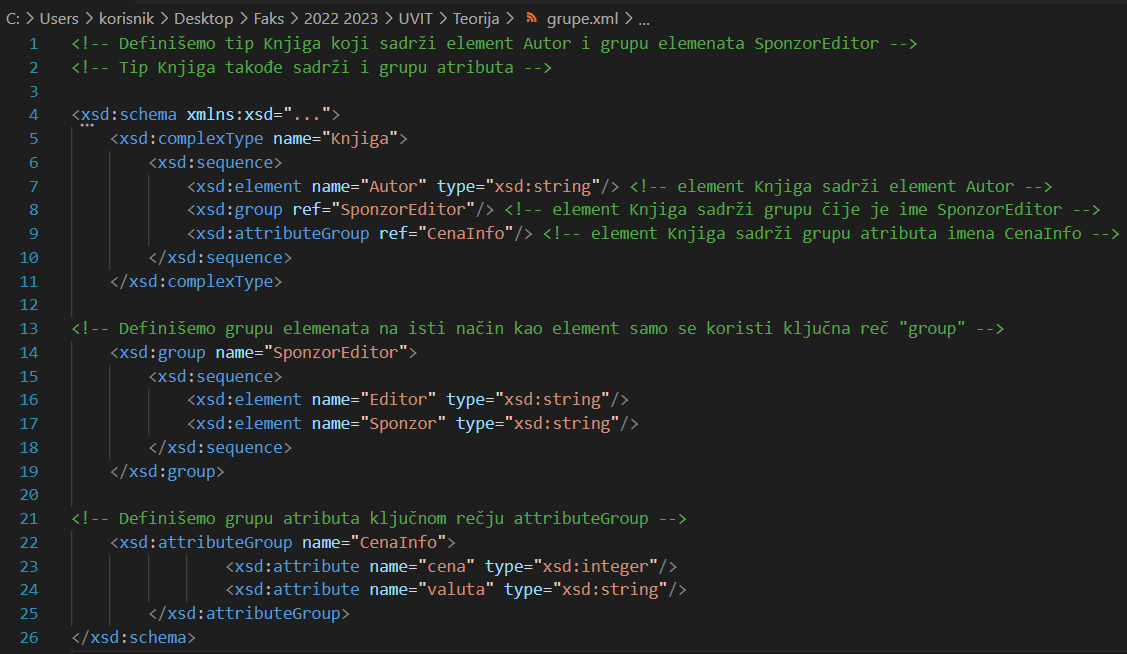 C: > Users > korisnik > Desktop > Faks > 2022 2023 > UVIT > Teorija > grupe.xml > ...
1 <!-- Definišemo tip Knjiga koji sadrži element Autor i grupu elemenata SponzorEditor -->
2 <!-- Tip Knjiga takođe sadrži i grupu atributa -->
3
4 <xsd:schema xmlns:xsd="...">
5 <xsd:complexType name="Knjiga">
6 <xsd:sequence>
7 <xsd:element name="Autor" type="xsd:string"/> <!-- element Knjiga sadrži element Autor -->
8 <xsd:group ref="SponzorEditor"/> <!-- element Knjiga sadrži grupu čije je ime SponzorEditor -->
9 <xsd:attributeGroup ref="CenaInfo"/> <!-- element Knjiga sadrži grupu atributa imena CenaInfo -->
10 </xsd:sequence>
11 </xsd:complexType>
12
13 <!-- Definišemo grupu elemenata na isti način kao element samo se koristi ključna reč "group" -->
14 <xsd:group name="SponzorEditor">
15 <xsd:sequence>
16 <xsd:element name="Editor" type="xsd:string"/>
17 <xsd:element name="Sponzor" type="xsd:string"/>
18 </xsd:sequence>
19 </xsd:group>
20
21 <!-- Definišemo grupu atributa ključnom rečju attributeGroup -->
22 <xsd:attributeGroup name="CenaInfo">
23 <xsd:attribute name="cena" type="xsd:integer"/>
24 <xsd:attribute name="valuta" type="xsd:string"/>
25 </xsd:attributeGroup>
26 </xsd:schema>